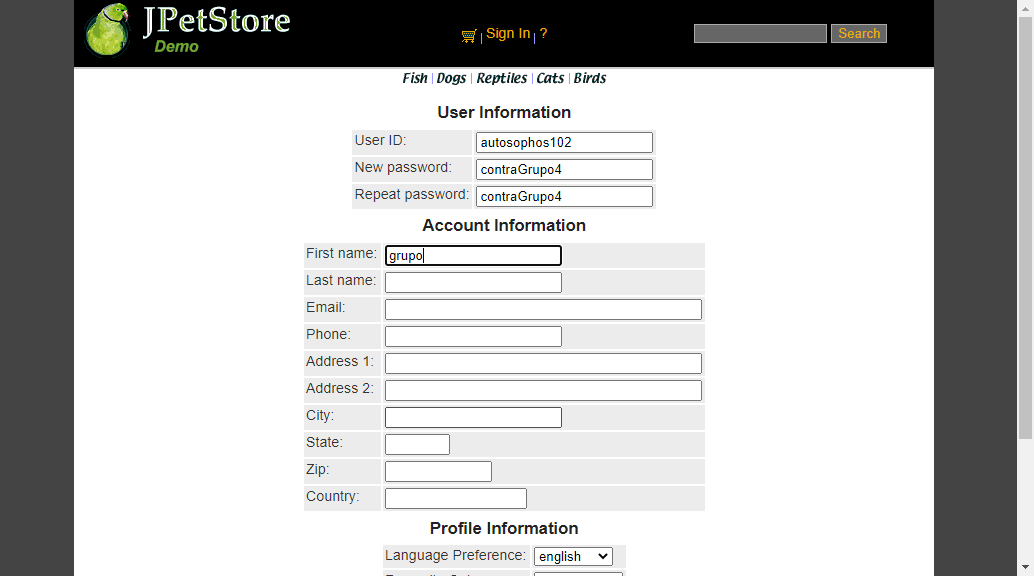 JPetStore
Demo
Sign In ?
Search
Fish | Dogs | Reptiles | Cats | Birds
User Information
User ID: autosophos102
New password: contraGrupo4
Repeat password: contraGrupo4
Account Information
First name: grupo
Last name:
Email:
Phone:
Address 1:
Address 2:
City:
State:
Zip:
Country:
Profile Information
Language Preference: english